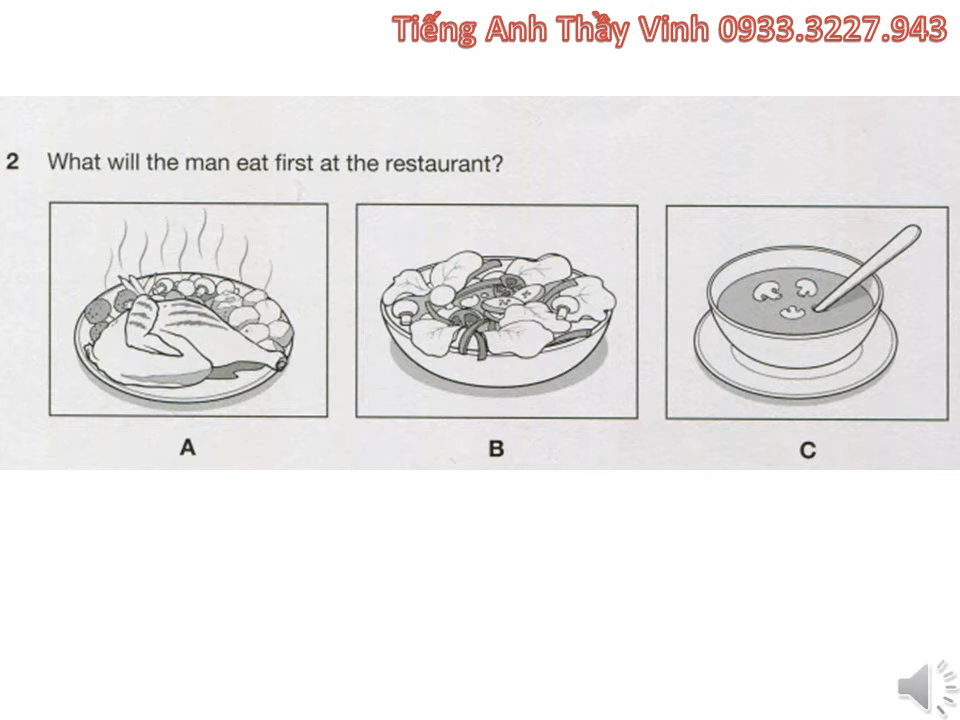 Tiếng Anh Thầy Vinh 0933.3227.943
2 What will the man eat first at the restaurant?
A B C